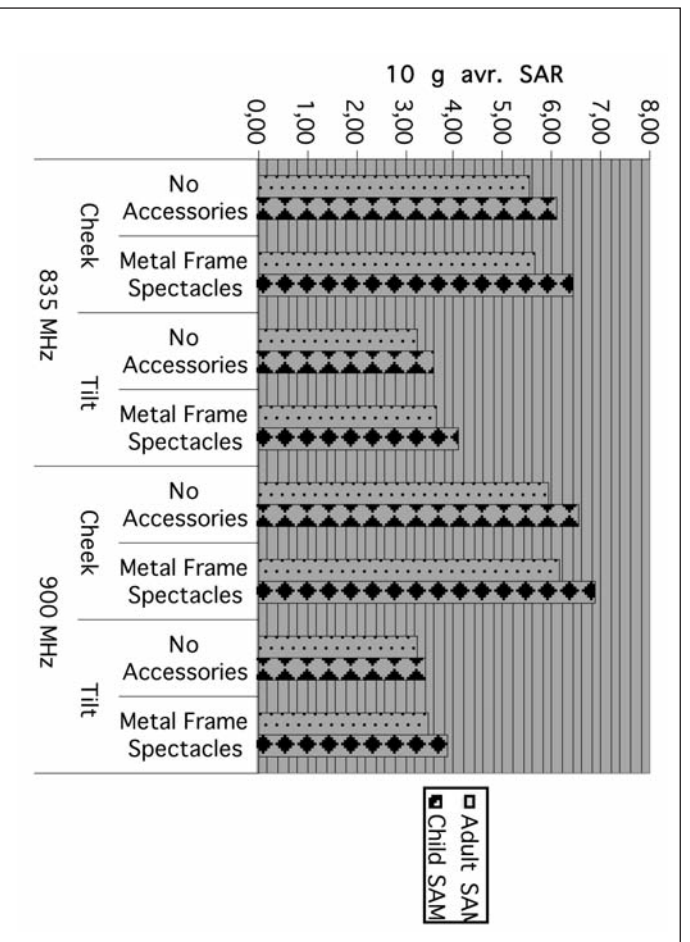 10 g avr. SAR
0,00
1,00
2,00
3,00
4,00
5,00
6,00
7,00
8,00
No
Accessories
Metal Frame
Spectacles
No
Accessories
Metal Frame
Spectacles
No
Accessories
Metal Frame
Spectacles
No
Accessories
Metal Frame
Spectacles
Cheek
Tilt
Cheek
Tilt
835 MHz
900 MHz
Adult SAM
Child SAM